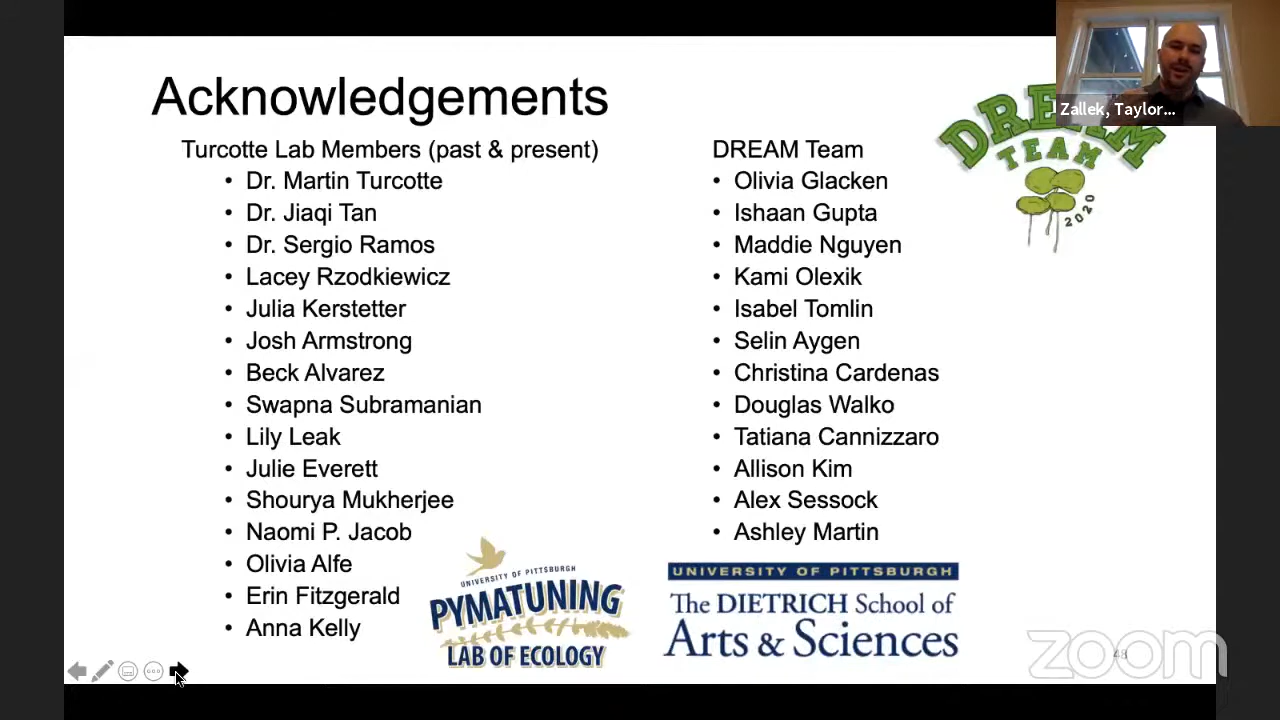 Acknowledgements
Turcotte Lab Members (past & present)
• Dr. Martin Turcotte
• Dr. Jiaqi Tan
• Dr. Sergio Ramos
• Lacey Rzodkiewicz
• Julia Kerstetter
• Josh Armstrong
• Beck Alvarez
• Swapna Subramanian
• Lily Leak
• Julie Everett
• Shourya Mukherjee
• Naomi P. Jacob
• Olivia Alfe
• Erin Fitzgerald
• Anna Kelly
DREAM Team
• Olivia Glacken
• Ishaan Gupta
• Maddie Nguyen
• Kami Olexik
• Isabel Tomlin
• Selin Aygen
• Christina Cardenas
• Douglas Walko
• Tatiana Cannizzaro
• Allison Kim
• Alex Sessock
• Ashley Martin
DREAM
TEAM
2020
Zallek, Taylor...
UNIVERSITY OF PITTSBURGH
PYMATUNING
LAB OF ECOLOGY
UNIVERSITY OF PITTSBURGH
The DIETRICH School of
Arts & Sciences
48
zoom